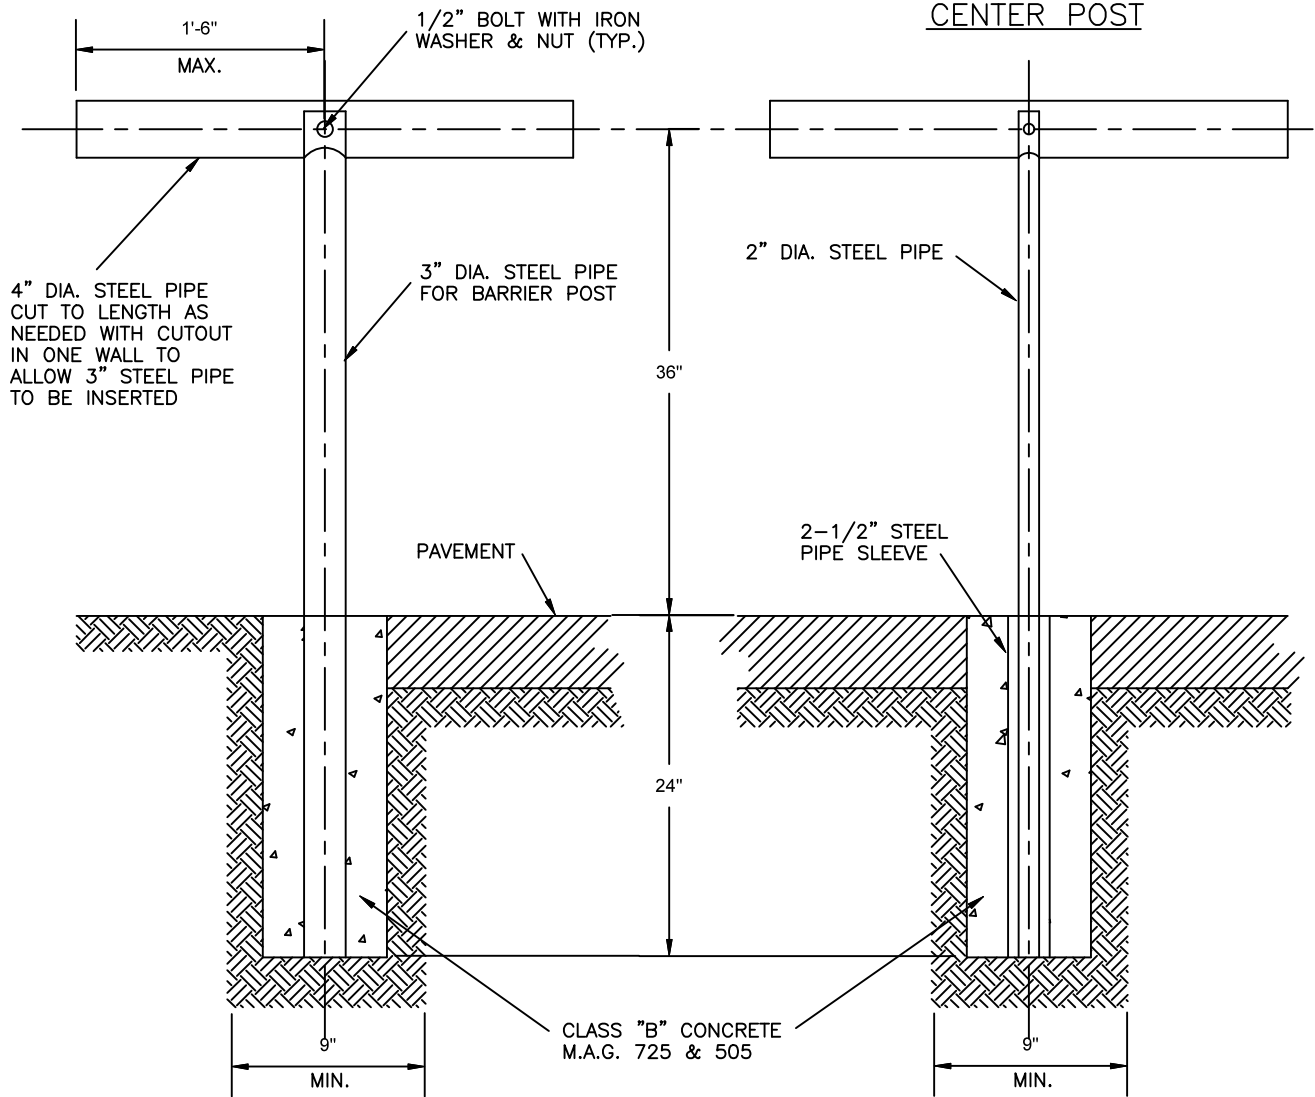 CENTER POST
1'-6"
MAX.
1/2” BOLT WITH IRON
WASHER & NUT (TYP.)
4” DIA. STEEL PIPE
CUT TO LENGTH AS
NEEDED WITH CUTOUT
IN ONE WALL TO
ALLOW 3” STEEL PIPE
TO BE INSERTED
3” DIA. STEEL PIPE
FOR BARRIER POST
2” DIA. STEEL PIPE
36"
PAVEMENT
2-1/2” STEEL
PIPE SLEEVE
24"
CLASS ”B” CONCRETE
M.A.G. 725 & 505
9"
MIN.
9"
MIN.